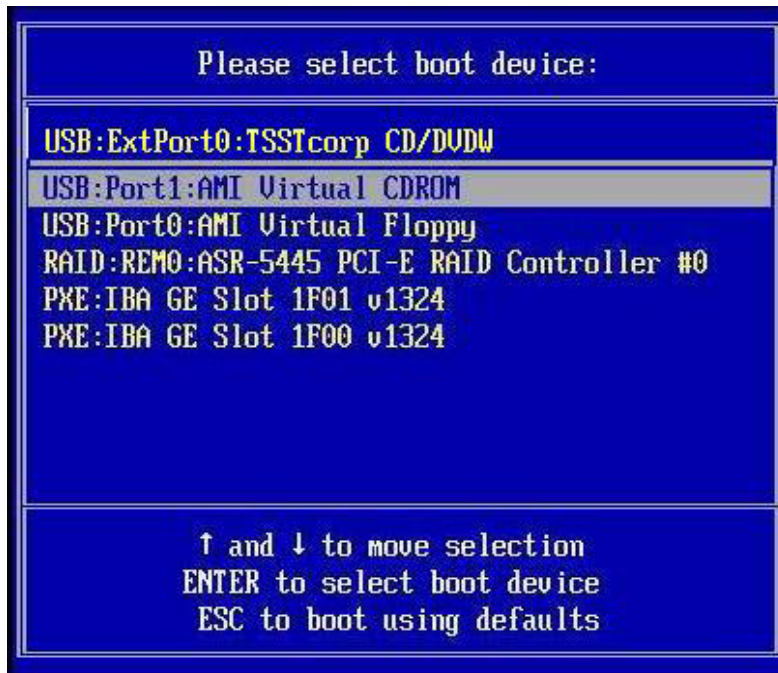 Please select boot device:
USB:ExtPort0:TSSTcorp CD/DVDW
USB:Port1:AMI Virtual CDROM
USB:Port0:AMI Virtual Floppy
RAID:REM0:ASR-5445 PCI-E RAID Controller #0
PXE:IBA GE Slot 1F01 v1324
PXE:IBA GE Slot 1F00 v1324
↑ and ↓ to move selection
ENTER to select boot device
ESC to boot using defaults